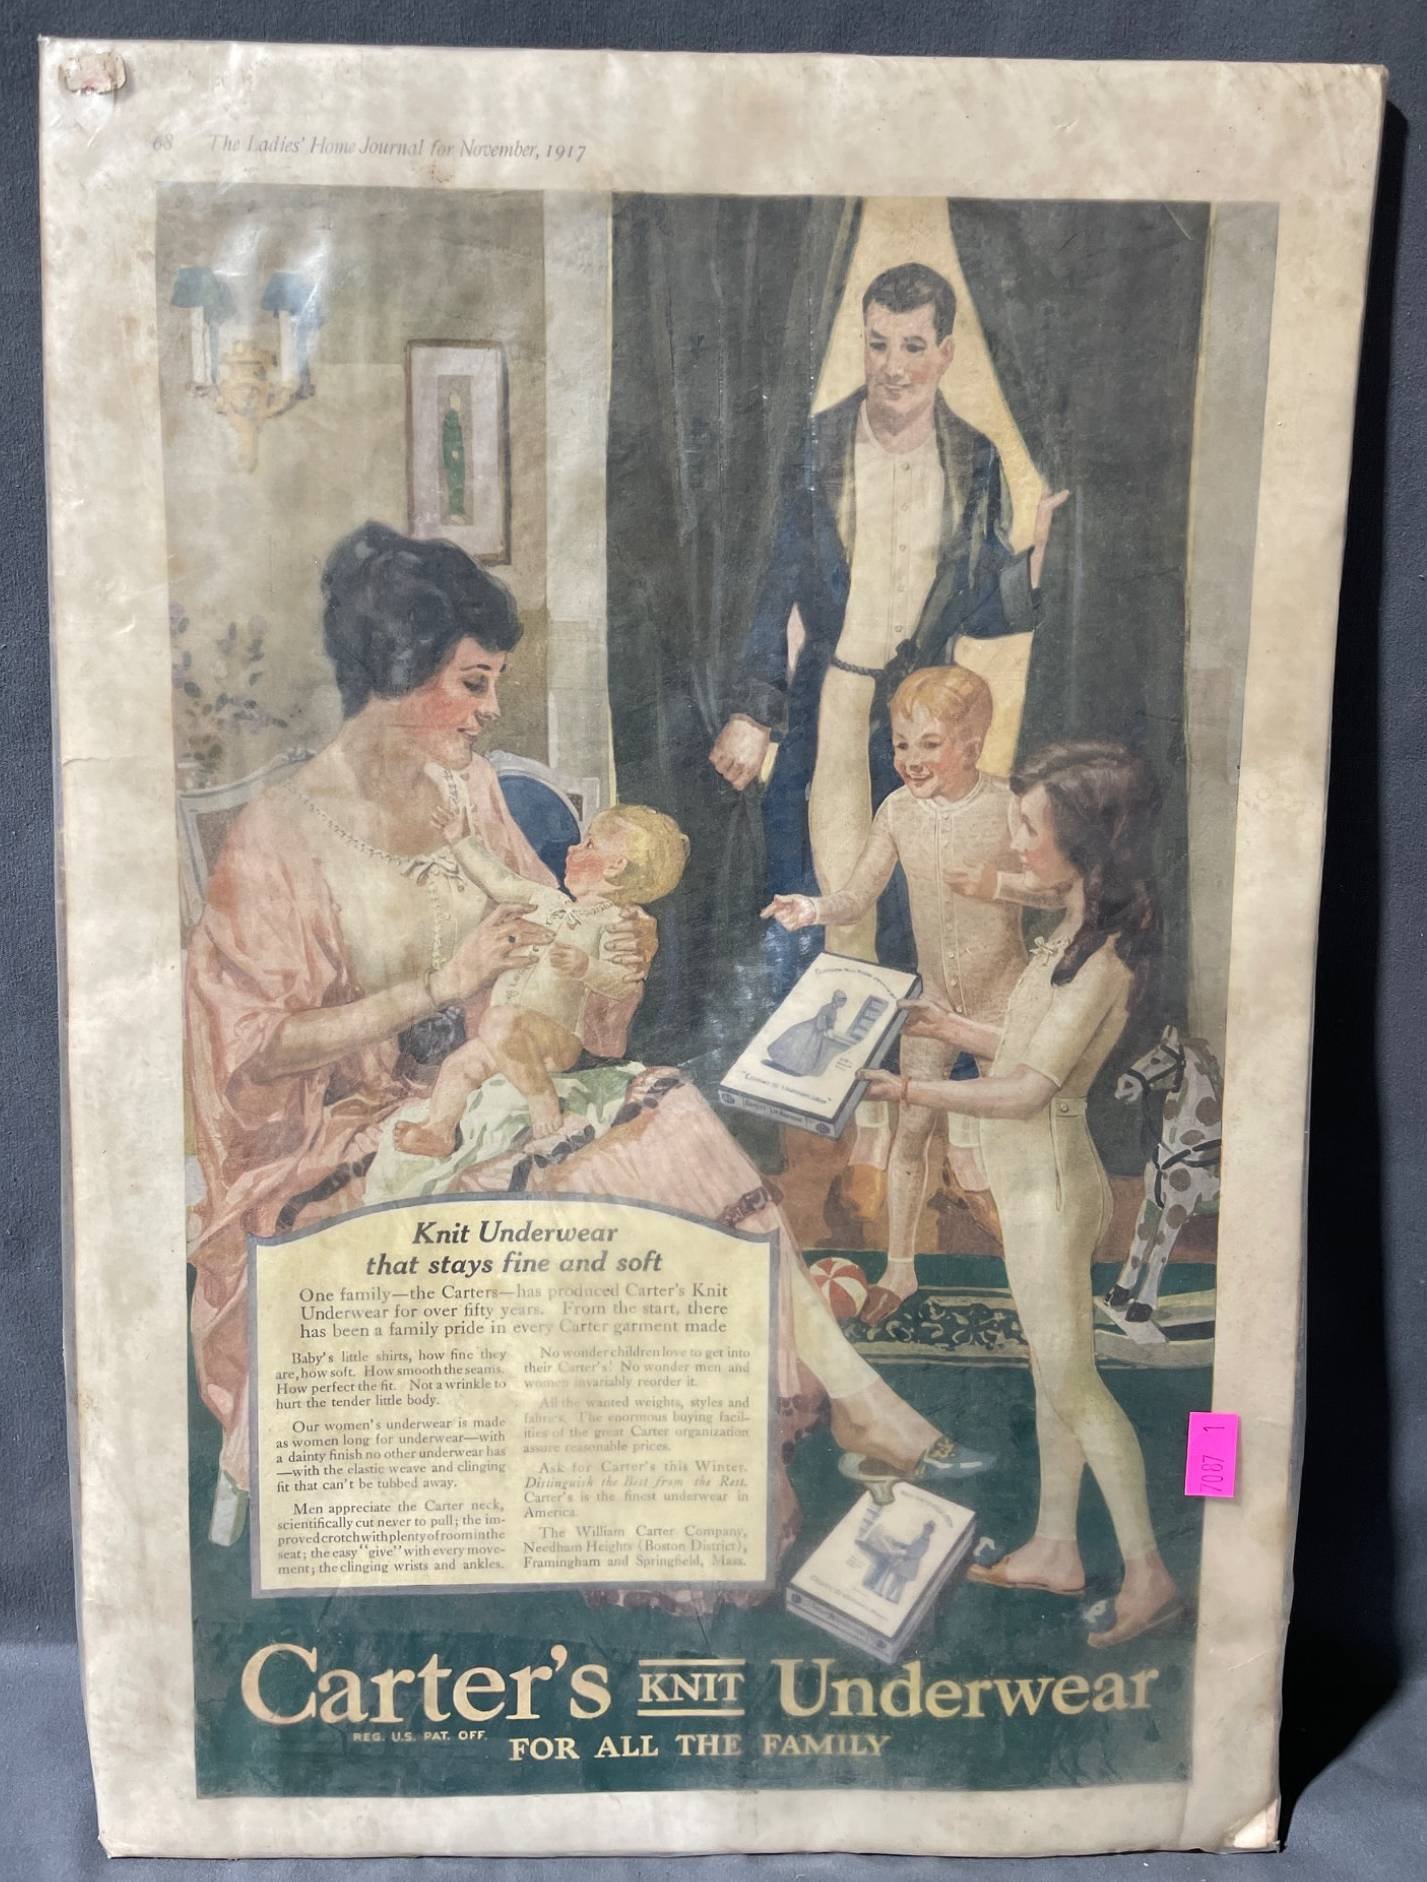 68 The Ladies' Home Journal for November, 1917
Knit Underwear
that stays fine and soft
One family—the Carters—has produced Carter's Knit
Underwear for over fifty years. From the start, there
has been a family pride in every Carter garment made
Baby's little shirts, how fine they
are, how soft. How smooth the seams.
How perfect the fit. Not a wrinkle to
hurt the tender little body.
Our women's underwear is made
as women long for underwear—with
a dainty finish no other underwear has
—with the elastic weave and clinging
fit that can't be tubbed away.
Men appreciate the Carter neck,
scientifically cut never to pull; the im-
proved crotch with plenty of room in the
seat; the easy "give" with every move-
ment; the clinging wrists and ankles.
No wonder children love to get into
their Carter's! No wonder men and
women invariably reorder it.
All the wanted weights, styles and
fabrics. The enormous buying facil-
ities of the great Carter organization
assure reasonable prices.
Ask for Carter's this Winter.
Distinguish the Best from the Rest.
Carter's is the finest underwear in
America.
The William Carter Company,
Needham Heights (Boston District),
Framingham and Springfield, Mass.
Carter's KNIT Underwear
REG. U.S. PAT. OFF.
FOR ALL THE FAMILY
7087 1